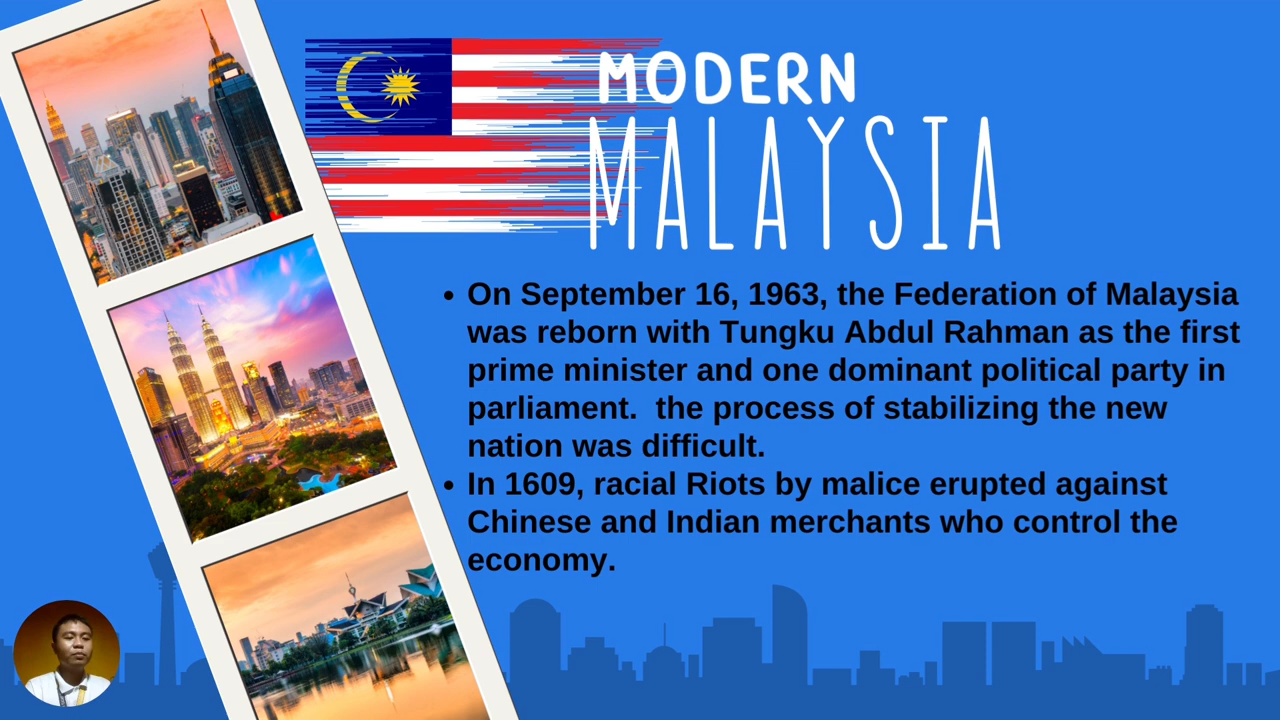 MODERN
MALAYSIA
• On September 16, 1963, the Federation of Malaysia
was reborn with Tungku Abdul Rahman as the first
prime minister and one dominant political party in
parliament.  the process of stabilizing the new
nation was difficult.
• In 1609, racial Riots by malice erupted against
Chinese and Indian merchants who control the
economy.